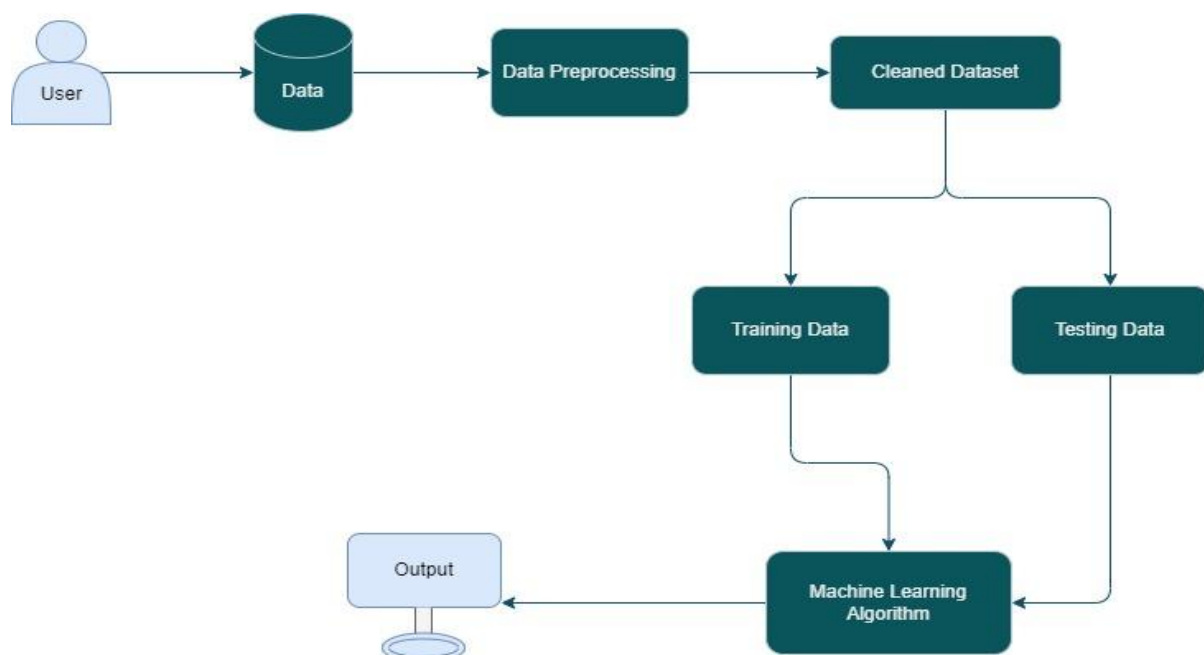 User
Data
Data Preprocessing
Cleaned Dataset
Training Data
Testing Data
Machine Learning
Algorithm
Output